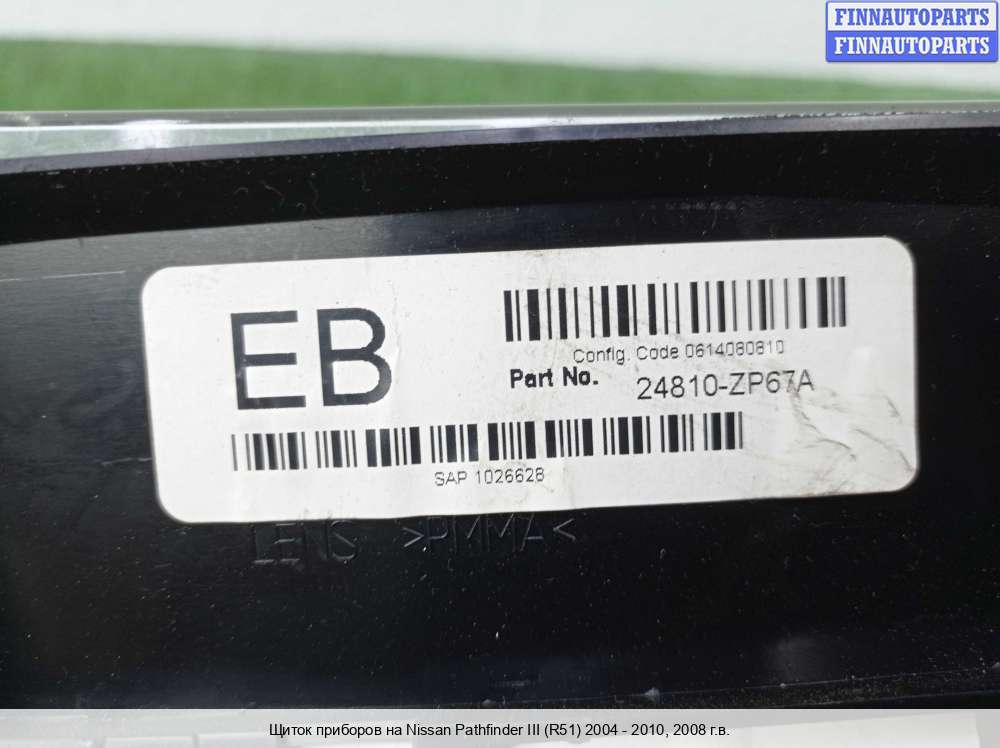 FINNAUTOPARTS
FINNAUTOPARTS
EB
Config. Code 0614080810
Part No. 24810-ZP67A
SAP 1026628
LENS >PMMA<
Щиток приборов на Nissan Pathfinder III (R51) 2004 - 2010, 2008 г.в.